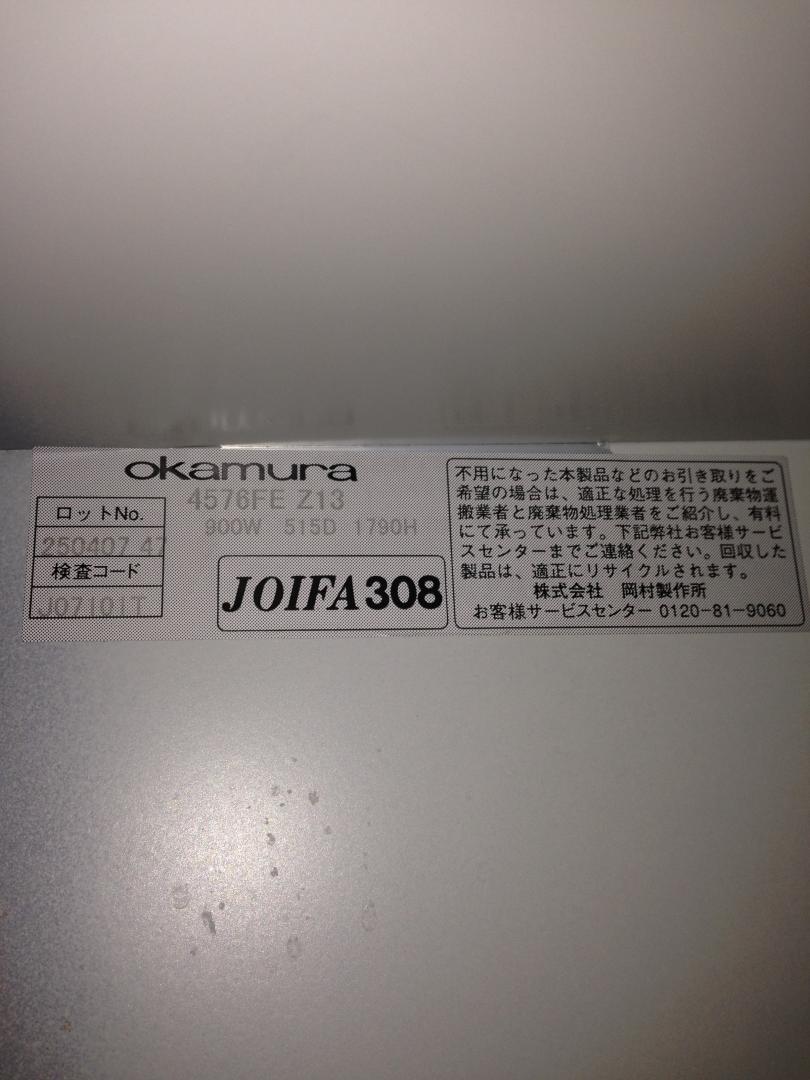 okamura
4576FE Z13
900W 515D 1790H
ロットNo.
250407 47
検査コード
J07101T
JOIFA308
不用になった本製品などのお引き取りをご
希望の場合は、適正な処理を行う廃棄物運
搬業者と廃棄物処理業者をご紹介し、有料
にて承っています。下記弊社お客様サービ
スセンターまでご連絡ください。回収した
製品は、適正にリサイクルされます。
株式会社 岡村製作所
お客様サービスセンター 0120-81-9060